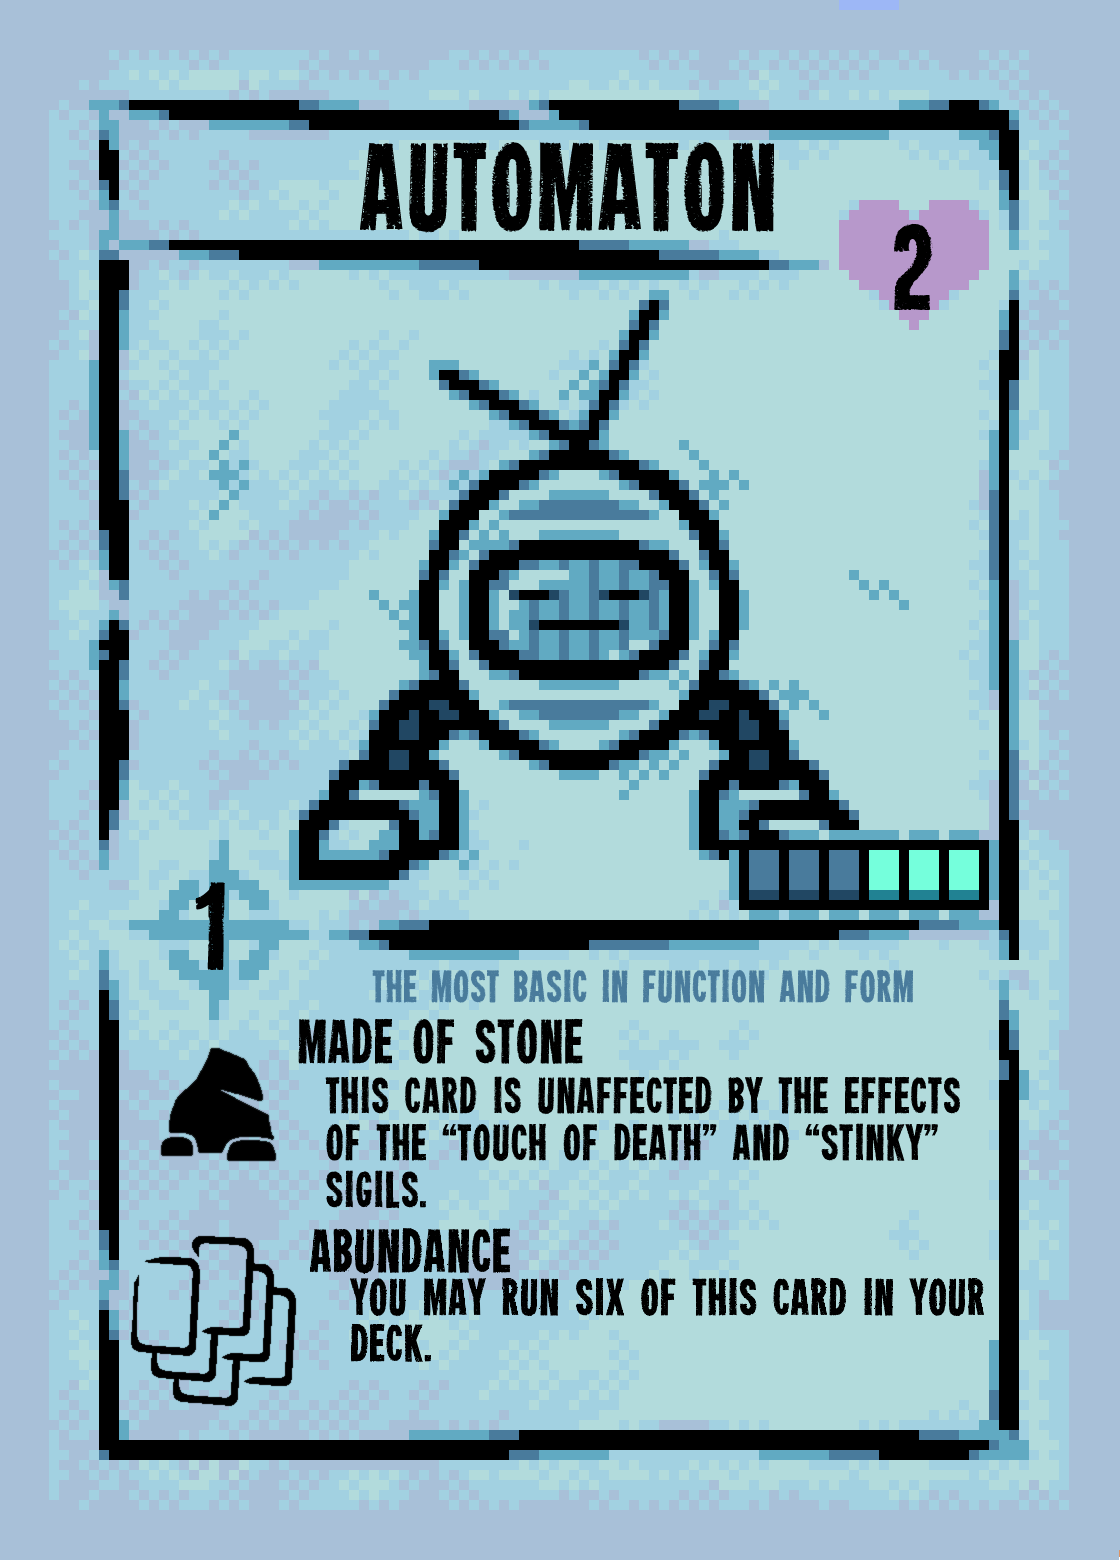 AUTOMATON
2
1
THE MOST BASIC IN FUNCTION AND FORM
MADE OF STONE
THIS CARD IS UNAFFECTED BY THE EFFECTS
OF THE “TOUCH OF DEATH” AND “STINKY”
SIGILS.
ABUNDANCE
YOU MAY RUN SIX OF THIS CARD IN YOUR
DECK.